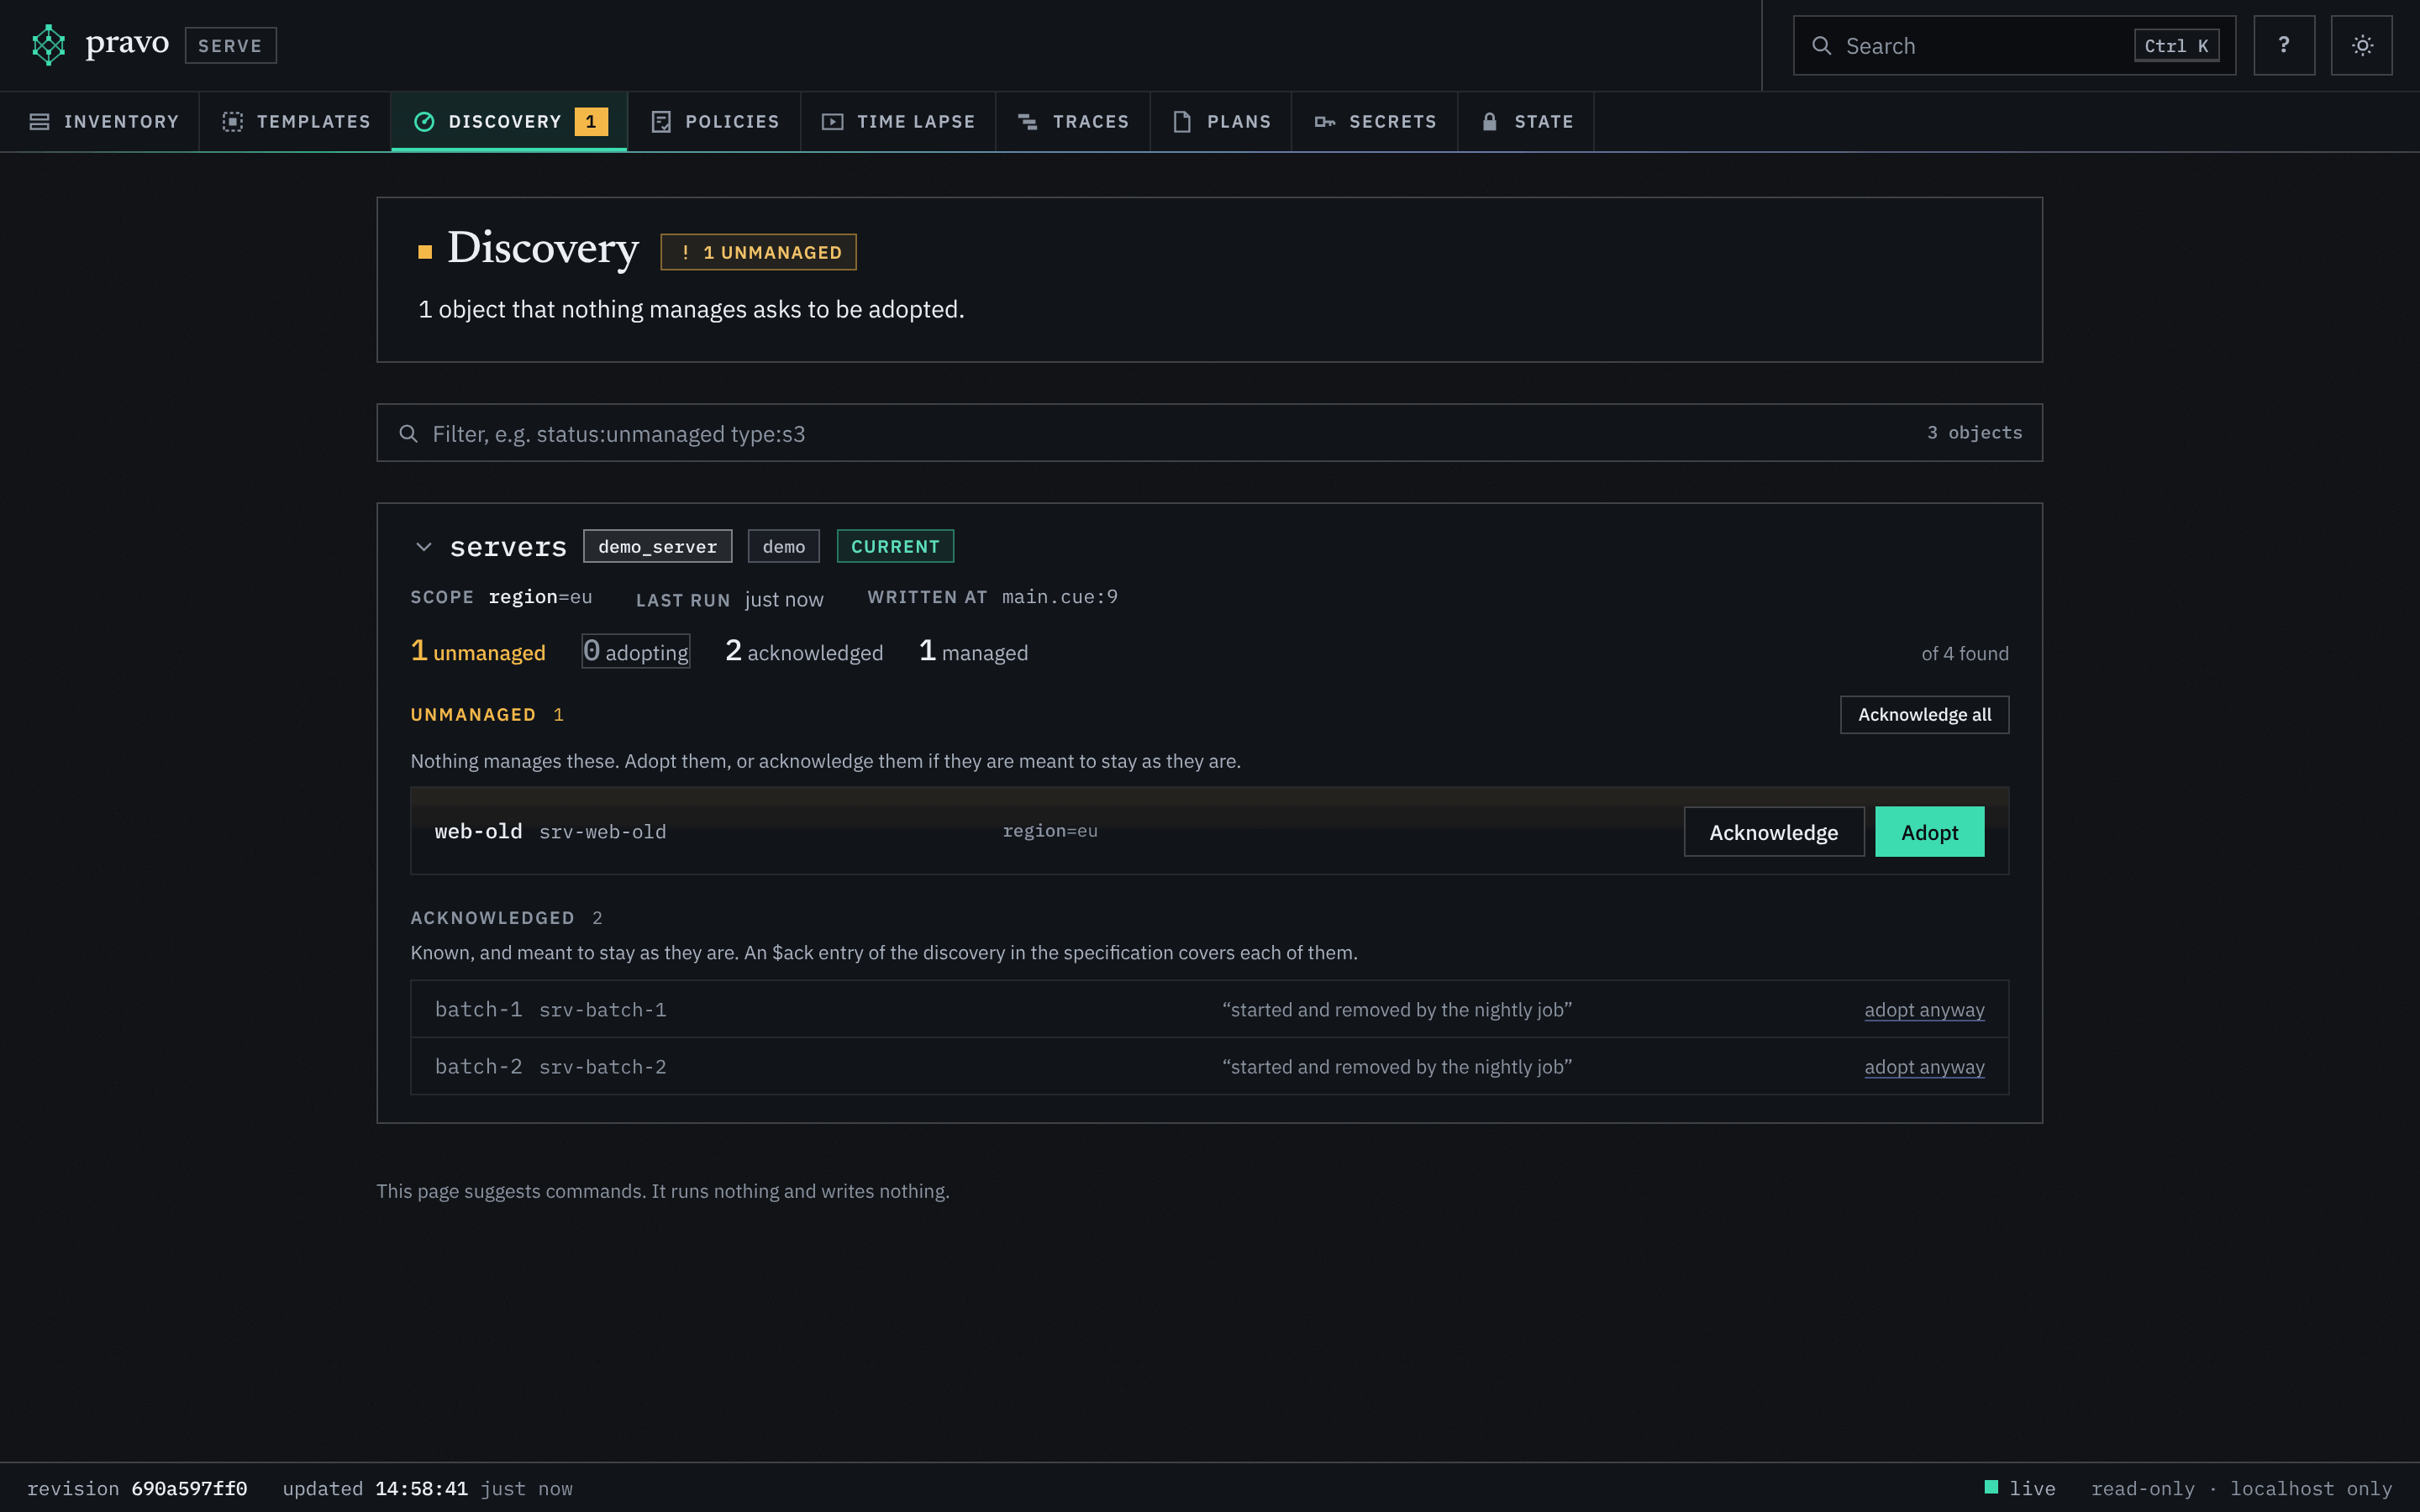 pravo SERVE Search Ctrl K ?
INVENTORY TEMPLATES DISCOVERY 1 POLICIES TIME LAPSE TRACES PLANS SECRETS STATE
Discovery ! 1 UNMANAGED
1 object that nothing manages asks to be adopted.
Filter, e.g. status:unmanaged type:s3 3 objects
servers demo_server demo CURRENT
SCOPE region=eu LAST RUN just now WRITTEN AT main.cue:9
1 unmanaged 0 adopting 2 acknowledged 1 managed of 4 found
UNMANAGED 1 Acknowledge all
Nothing manages these. Adopt them, or acknowledge them if they are meant to stay as they are.
web-old srv-web-old region=eu Acknowledge Adopt
ACKNOWLEDGED 2
Known, and meant to stay as they are. An $ack entry of the discovery in the specification covers each of them.
batch-1 srv-batch-1 “started and removed by the nightly job” adopt anyway
batch-2 srv-batch-2 “started and removed by the nightly job” adopt anyway
This page suggests commands. It runs nothing and writes nothing.
revision 690a597ff0 updated 14:58:41 just now live read-only · localhost only